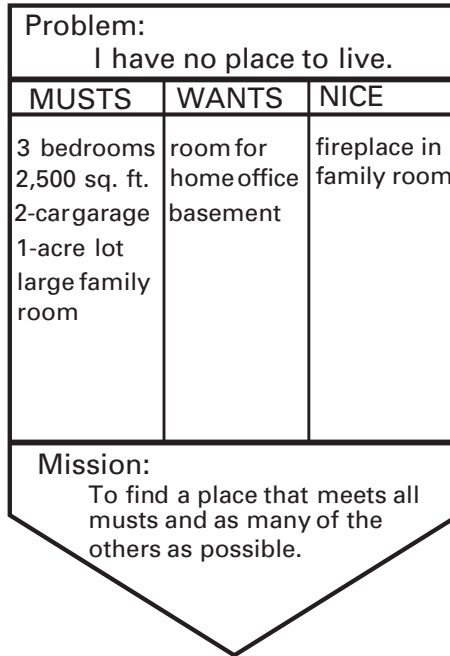 Problem:
I have no place to live.
MUSTS
WANTS
NICE
3 bedrooms
2,500 sq. ft.
2-car garage
1-acre lot
large family
room
room for
home office
basement
fireplace in
family room
Mission:
To find a place that meets all
musts and as many of the
others as possible.